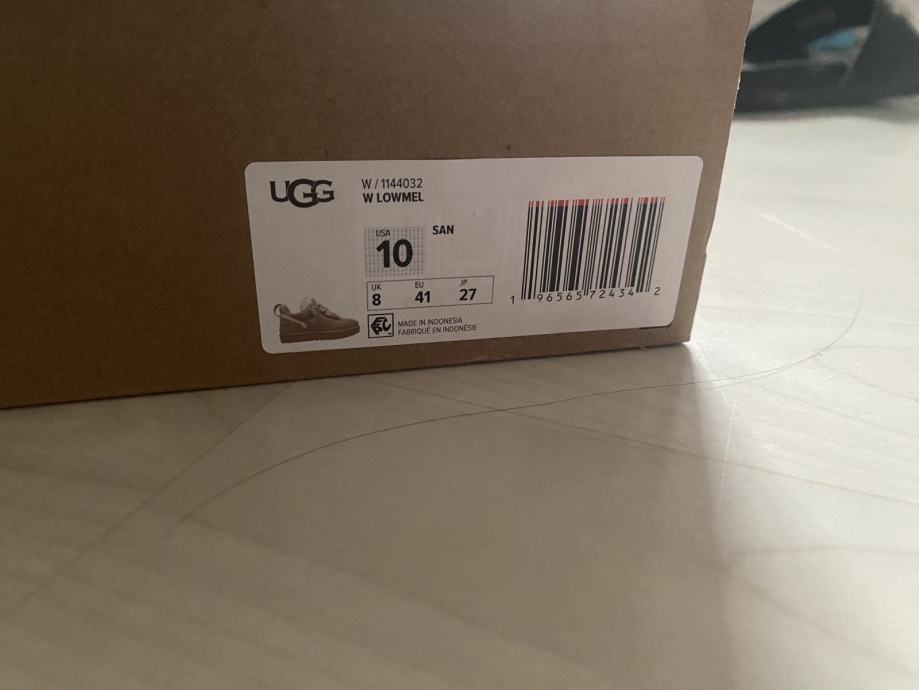 UGG
W / 1144032
W LOWMEL
USA
10
SAN
UK EU JP
8 41 27
MADE IN INDONESIA
FABRIQUÉ EN INDONÉSIE
1 96565 72434 2